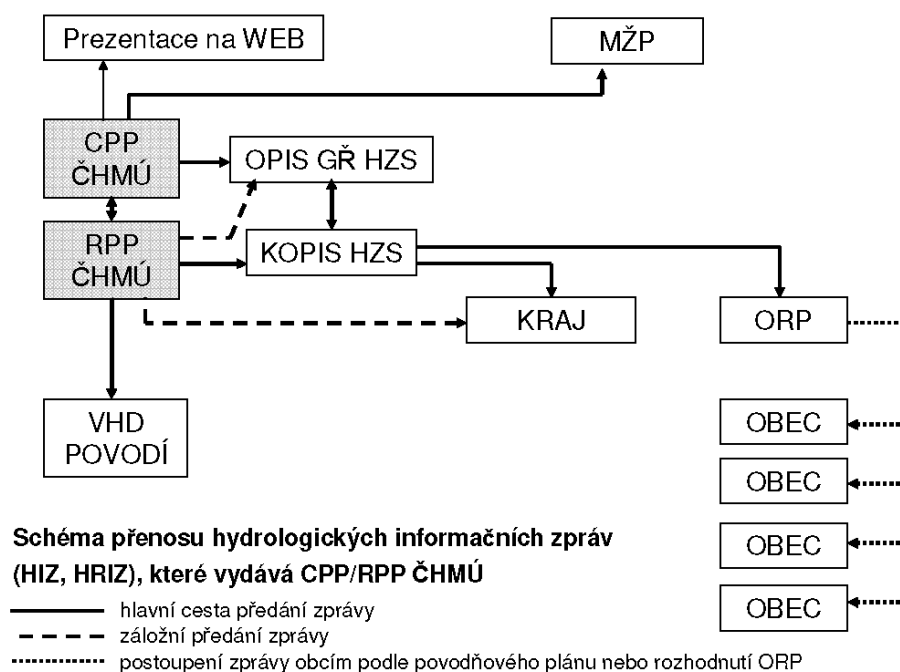 Prezentace na WEB
MŽP
CPP
ČHMÚ
OPIS GŘ HZS
RPP
ČHMÚ
KOPIS HZS
KRAJ
ORP
VHD
POVODÍ
OBEC
OBEC
OBEC
OBEC
Schéma přenosu hydrologických informačních zpráv
(HIZ, HRIZ), které vydává CPP/RPP ČHMÚ
hlavní cesta předání zprávy
záložní předání zprávy
postoupení zprávy obcím podle povodňového plánu nebo rozhodnutí ORP